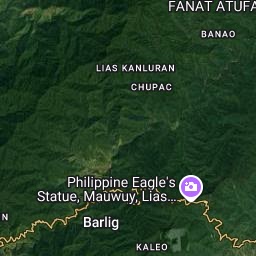 FANAT ATUFA
BANAO
LIAS KANLURAN
CHUPAC
Philippine Eagle's
Statue, Mauwuy, Lias...
Barlig
N
KALEO